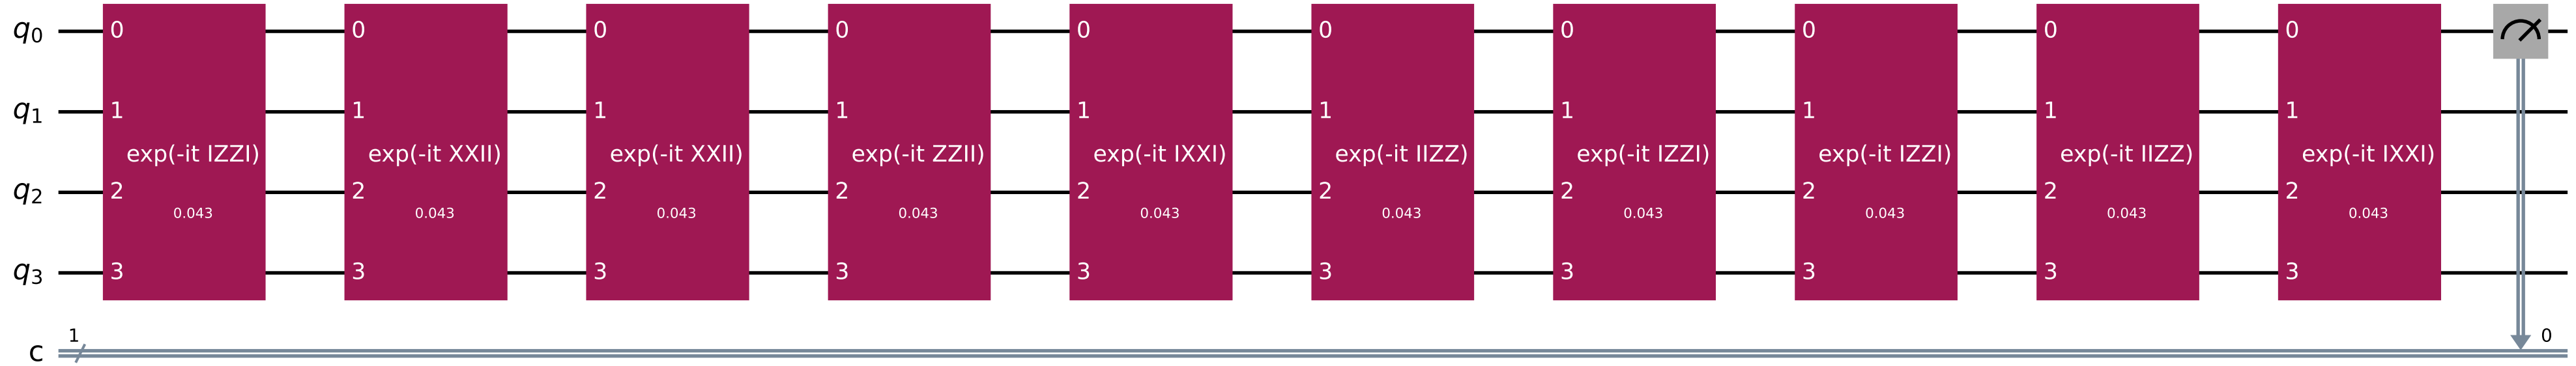 q0 0 0 0 0 0 0 0 0 0 0
q1 1 1 1 1 1 1 1 1 1 1
exp(-it IZZI) exp(-it XXII) exp(-it XXII) exp(-it ZZII) exp(-it IXXI) exp(-it IIZZ) exp(-it IZZI) exp(-it IZZI) exp(-it IIZZ) exp(-it IXXI)
q2 2 2 2 2 2 2 2 2 2 2
0.043 0.043 0.043 0.043 0.043 0.043 0.043 0.043 0.043 0.043
q3 3 3 3 3 3 3 3 3 3 3
1 0
c